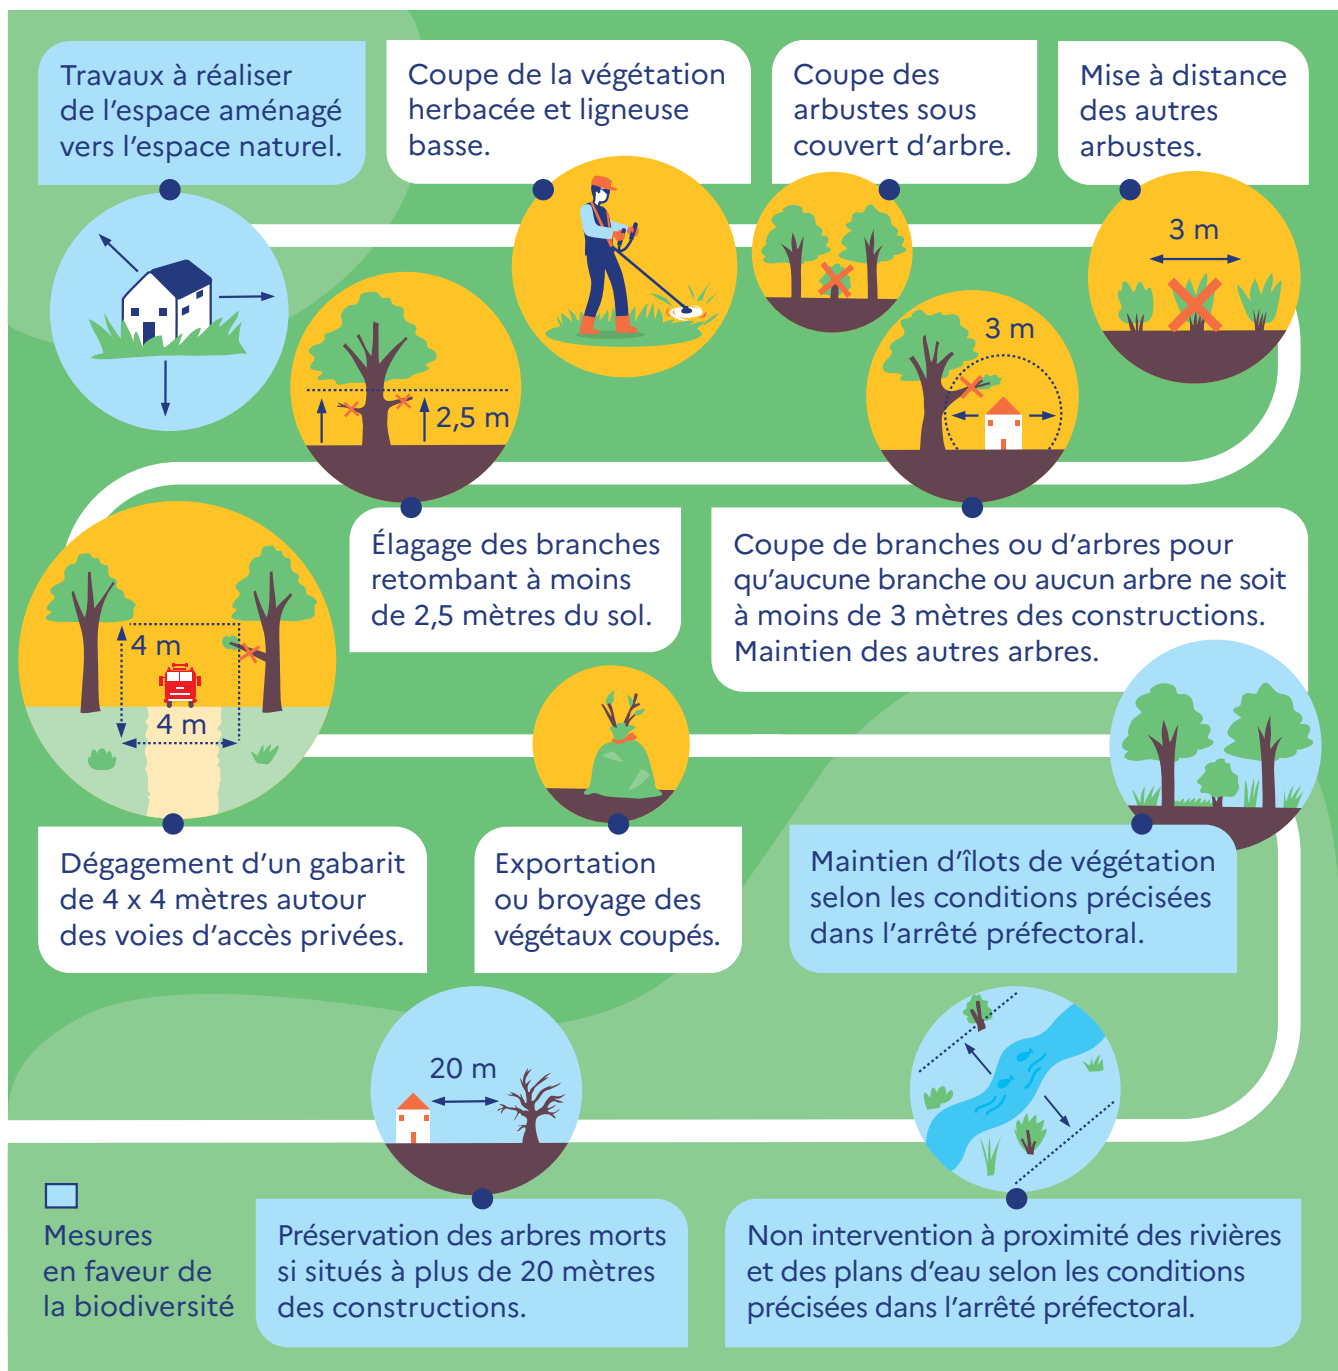 Travaux à réaliser
de l'espace aménagé
vers l'espace naturel.
Coupe de la végétation
herbacée et ligneuse
basse.
Coupe des
arbustes sous
couvert d'arbre.
Mise à distance
des autres
arbustes.
3 m
3 m
Coupe de branches ou d'arbres pour
qu'aucune branche ou aucun arbre ne soit
à moins de 3 mètres des constructions.
Maintien des autres arbres.
2,5 m
Élagage des branches
retombant à moins
de 2,5 mètres du sol.
4 m
4 m
Dégagement d'un gabarit
de 4 x 4 mètres autour
des voies d'accès privées.
Exportation
ou broyage des
végétaux coupés.
Maintien d'îlots de végétation
selon les conditions précisées
dans l'arrêté préfectoral.
Non intervention à proximité des rivières
et des plans d'eau selon les conditions
précisées dans l'arrêté préfectoral.
20 m
Préservation des arbres morts
si situés à plus de 20 mètres
des constructions.
Mesures
en faveur de
la biodiversité